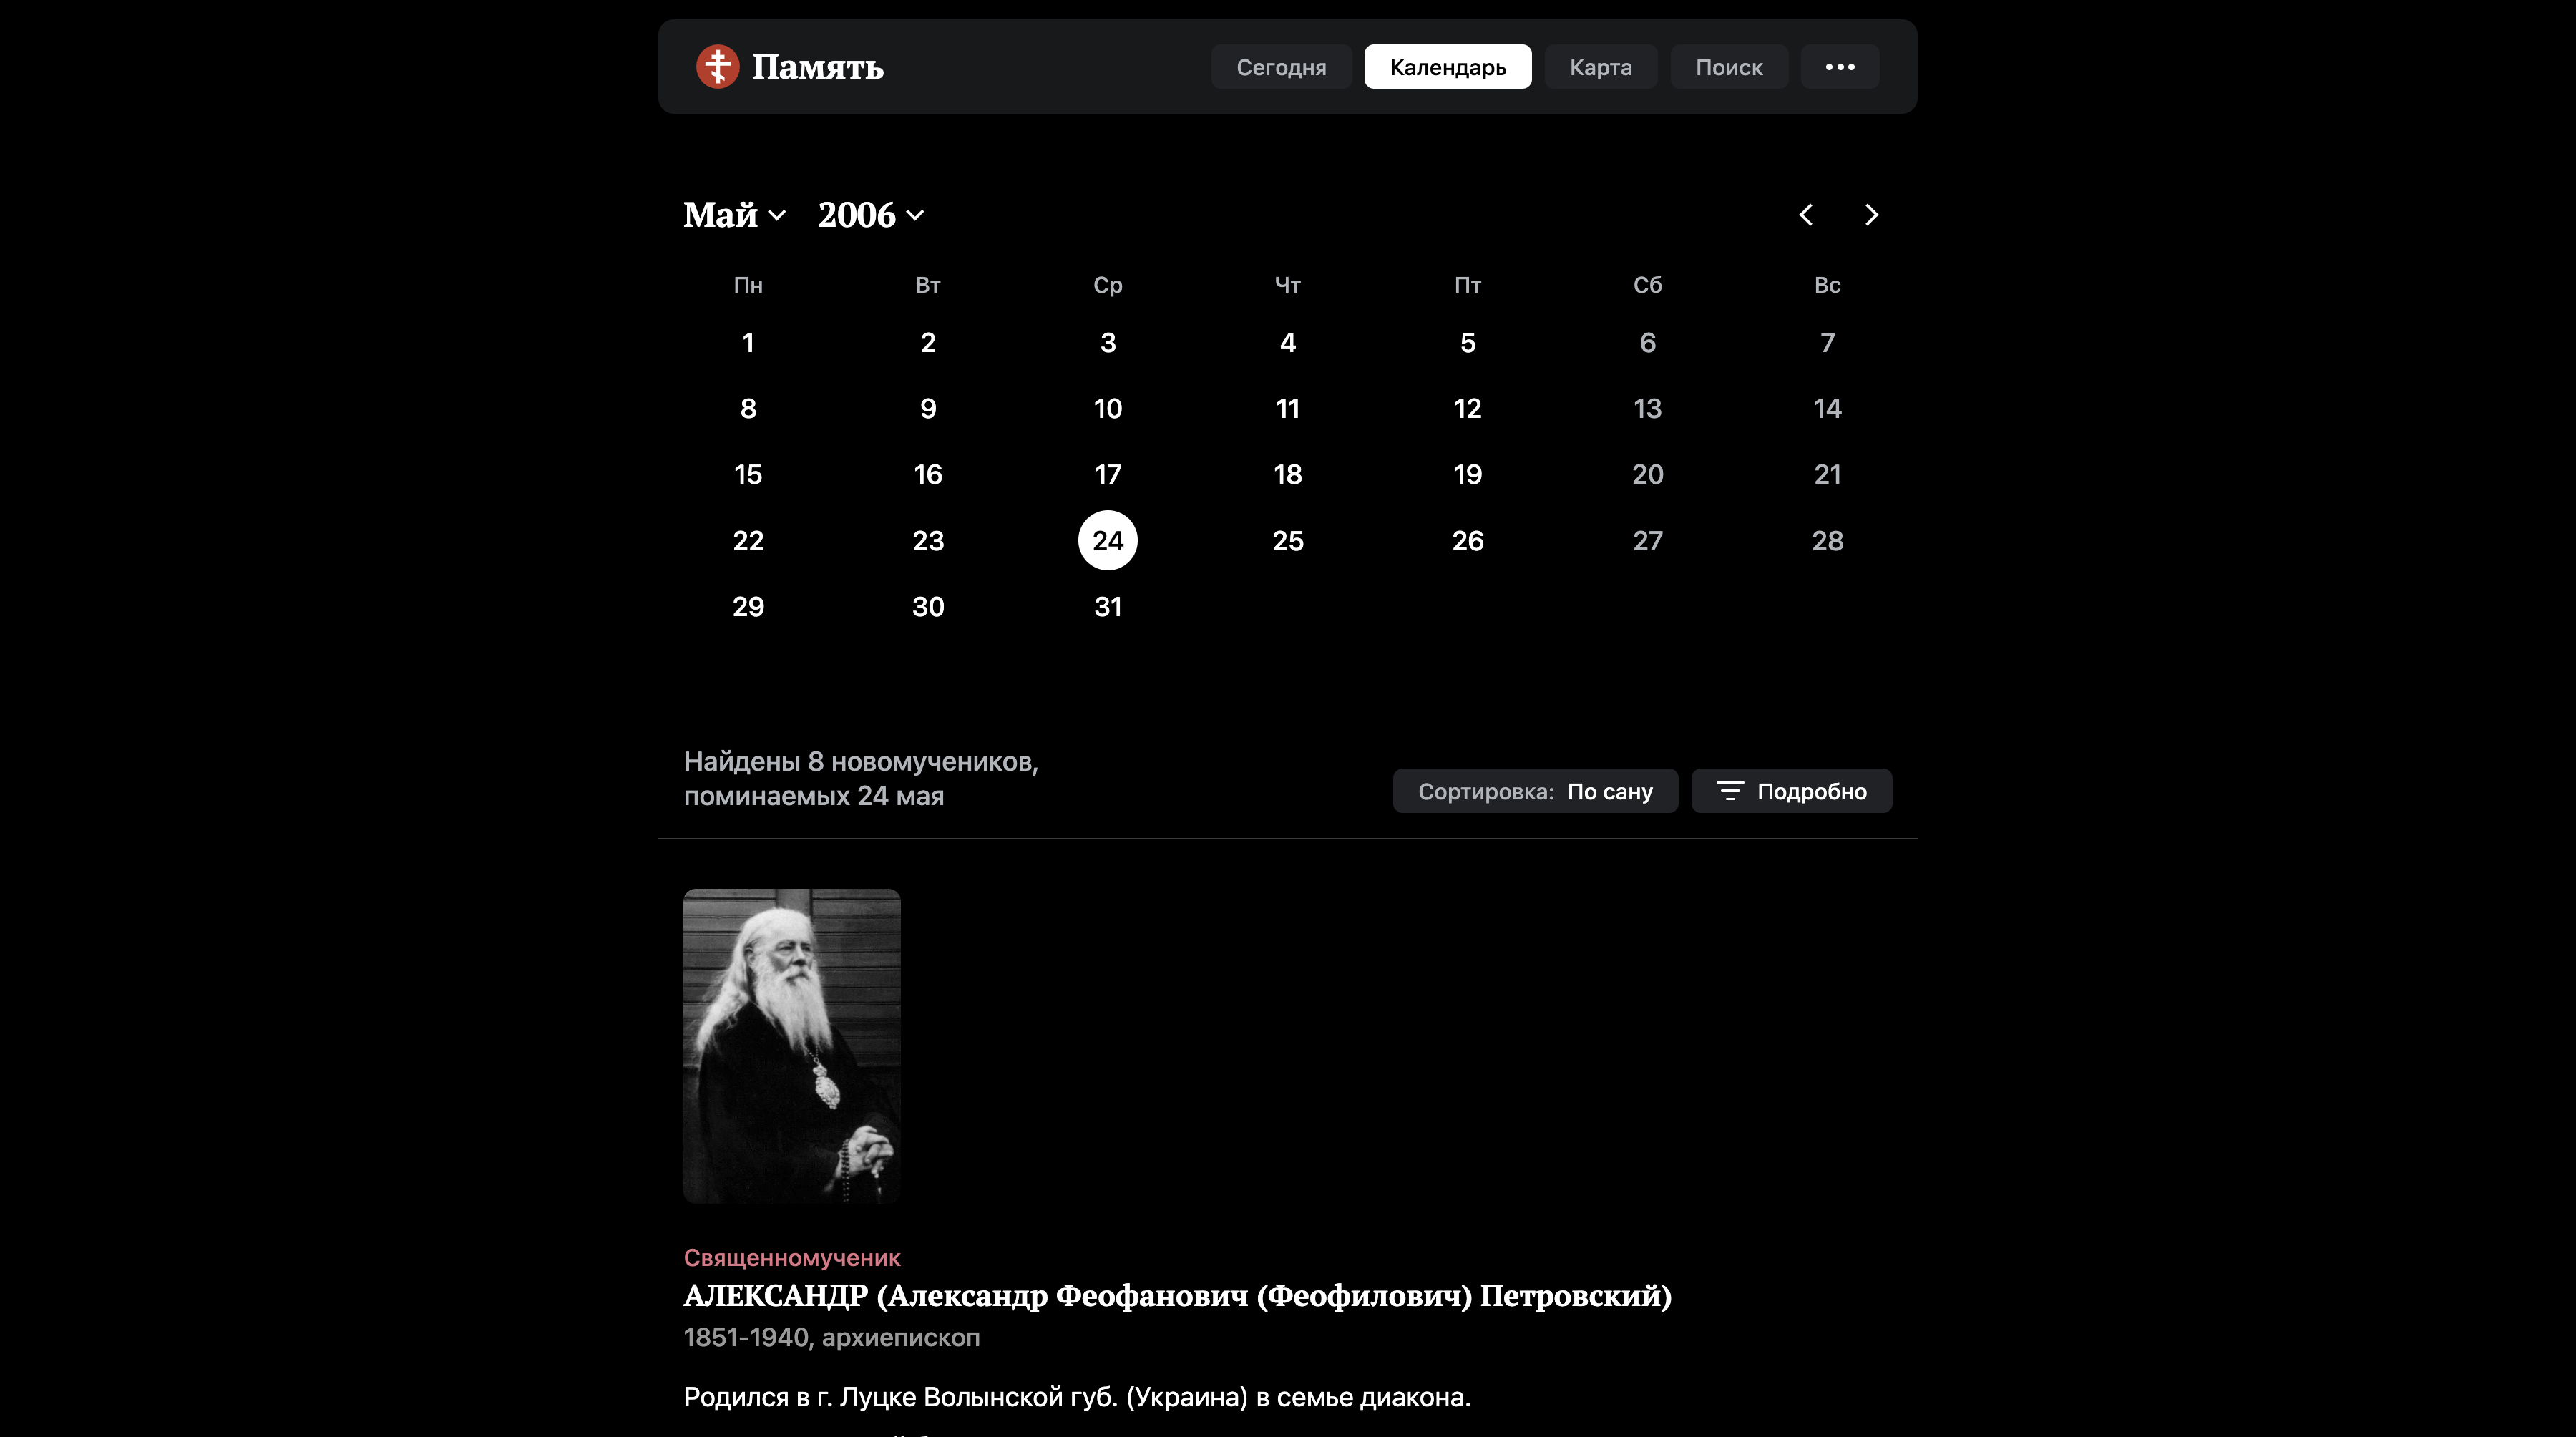 Память
Сегодня Календарь Карта Поиск
Май 2006
Пн Вт Ср Чт Пт Сб Вс
1 2 3 4 5 6 7
8 9 10 11 12 13 14
15 16 17 18 19 20 21
22 23 24 25 26 27 28
29 30 31
Найдены 8 новомучеников,
поминаемых 24 мая
Сортировка: По сану Подробно
Священномученик
АЛЕКСАНДР (Александр Феофанович (Феофилович) Петровский)
1851-1940, архиепископ
Родился в г. Луцке Волынской губ. (Украина) в семье диакона.